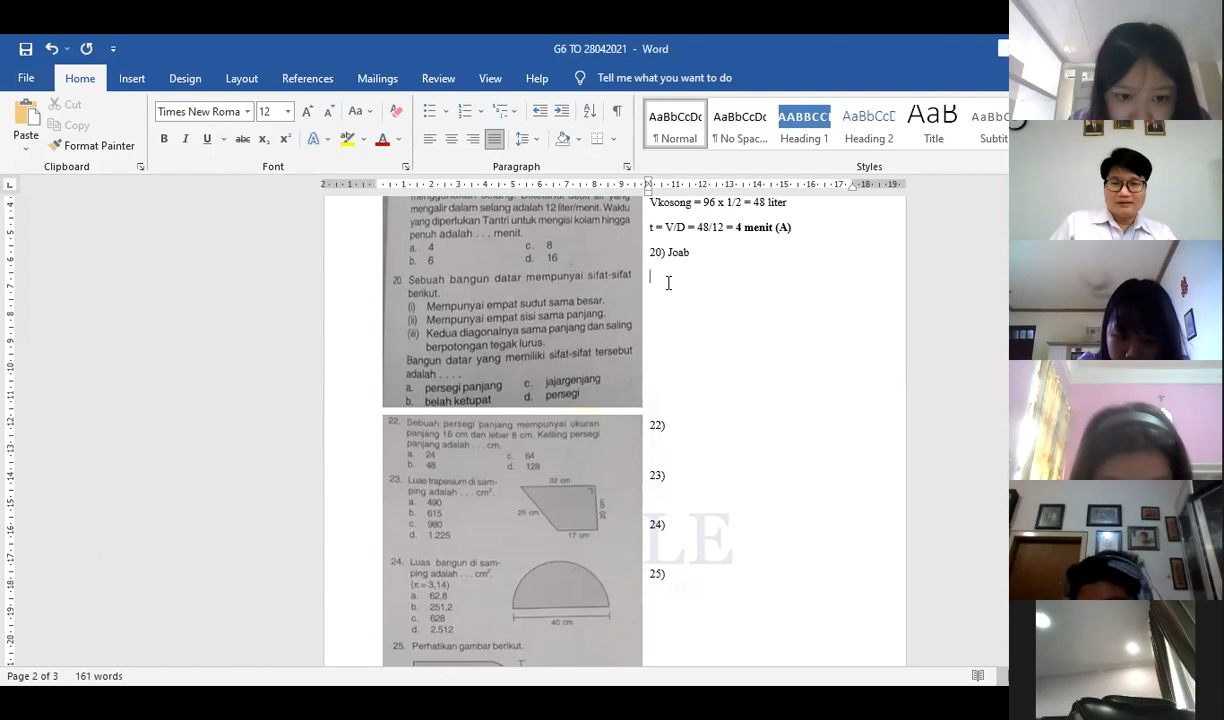 G6 TO 28042021 - Word
File
Home
Insert
Design
Layout
References
Mailings
Review
View
Help
Tell me what you want to do
Paste
Cut
Copy
Format Painter
Clipboard
Times New Roma
12
Font
Paragraph
AaBbCcDc
¶ Normal
AaBbCcDc
¶ No Spac...
AABBCCI
Heading 1
AaBbCcD
Heading 2
AaB
Title
AaBbCcD
Subtit
Styles
mengalir dalam selang adalah 12 liter/menit. Waktu
yang diperlukan Tantri untuk mengisi kolam hingga
penuh adalah . . . menit.
a. 4
b. 6
c. 8
d. 16
20. Sebuah bangun datar mempunyai sifat-sifat
berikut.
(i) Mempunyai empat sudut sama besar.
(ii) Mempunyai empat sisi sama panjang.
(iii) Kedua diagonalnya sama panjang dan saling
berpotongan tegak lurus.
Bangun datar yang memiliki sifat-sifat tersebut
adalah . . . .
a. persegi panjang
b. belah ketupat
c. jajargenjang
d. persegi
22. Sebuah persegi panjang mempunyai ukuran
panjang 16 cm dan lebar 8 cm. Keliling persegi
panjang adalah . . . cm.
a. 24
b. 48
c. 64
d. 128
23. Luas trapesium di sam-
ping adalah . . . cm².
a. 490
b. 615
c. 980
d. 1.225
32 cm
25 cm
20 cm
17 cm
24. Luas bangun di sam-
ping adalah . . . cm².
(π = 3,14)
a. 62,8
b. 251,2
c. 628
d. 2.512
40 cm
25. Perhatikan gambar berikut.
Vkosong = 96 x 1/2 = 48 liter
t = V/D = 48/12 = 4 menit (A)
20) Joab
22)
23)
24)
25)
Page 2 of 3
161 words